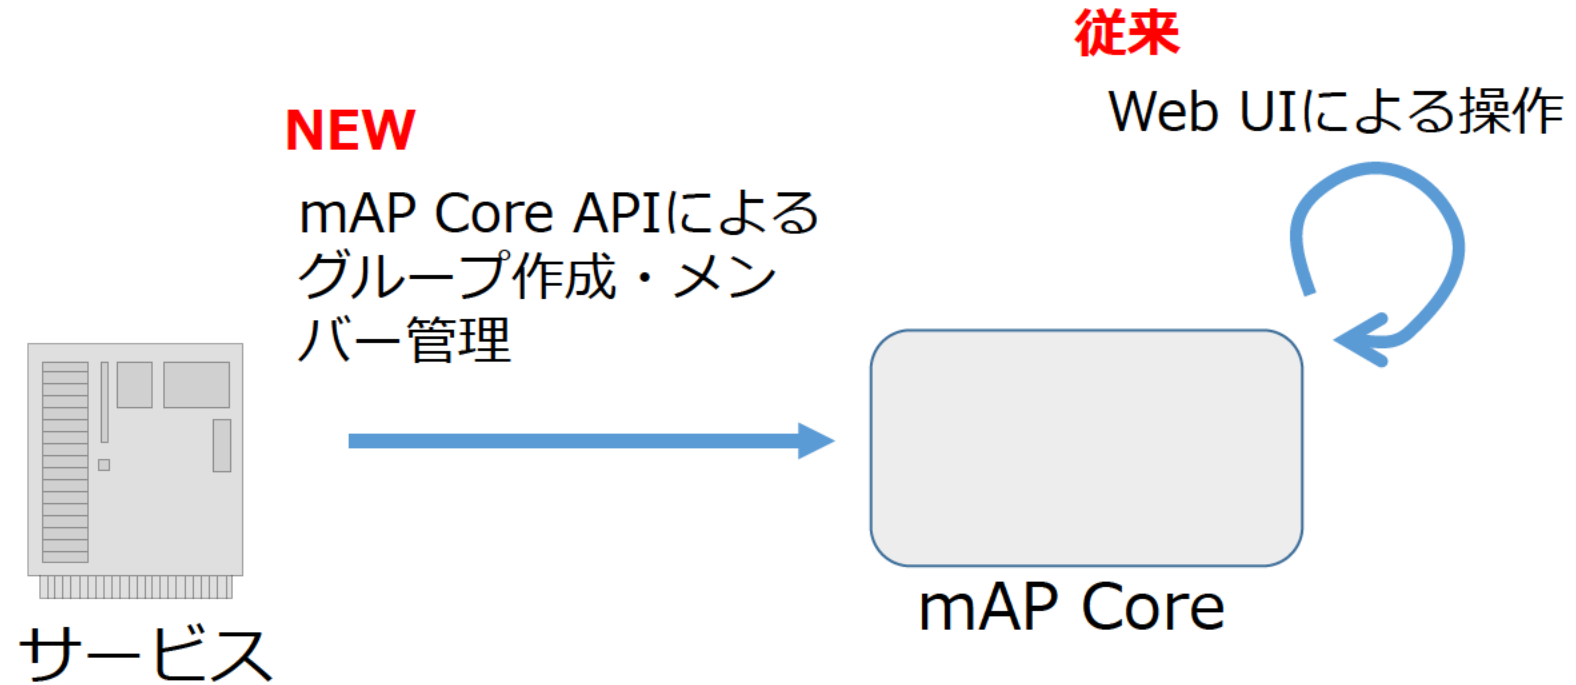 従来
Web UIによる操作
NEW
mAP Core APIによる
グループ作成・メン
バー管理
mAP Core
サービス